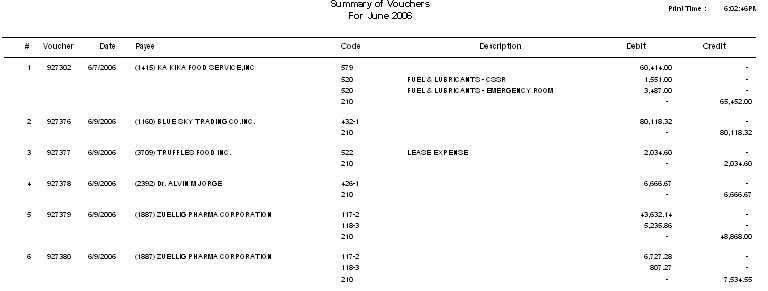 Summary of Vouchers
For June 2006
Print Time : 6:02:46PM
# Voucher Date Payee Code Description Debit Credit
1 927302 6/7/2006 (1415) KA KIKA FOOD SERVICE,INC 579 60,414.00 -
520 FUEL & LUBRICANTS - CSSR 1,551.00 -
520 FUEL & LUBRICANTS - EMERGENCY ROOM 3,487.00 -
210 - 65,452.00
2 927376 6/9/2006 (1160) BLUE SKY TRADING CO.INC. 432-1 80,118.32 -
210 - 80,118.32
3 927377 6/9/2006 (3709) TRUFFLES FOOD INC. 522 LEASE EXPENSE 2,034.60 -
210 - 2,034.60
4 927378 6/9/2006 (2392) Dr. ALVIN M JORGE 426-1 6,666.67 -
210 - 6,666.67
5 927379 6/9/2006 (1887) ZUELLIG PHARMA CORPORATION 117-2 43,632.14 -
118-3 5,235.86 -
210 - 48,868.00
6 927380 6/9/2006 (1887) ZUELLIG PHARMA CORPORATION 117-2 6,727.28 -
118-3 807.27 -
210 - 7,534.55